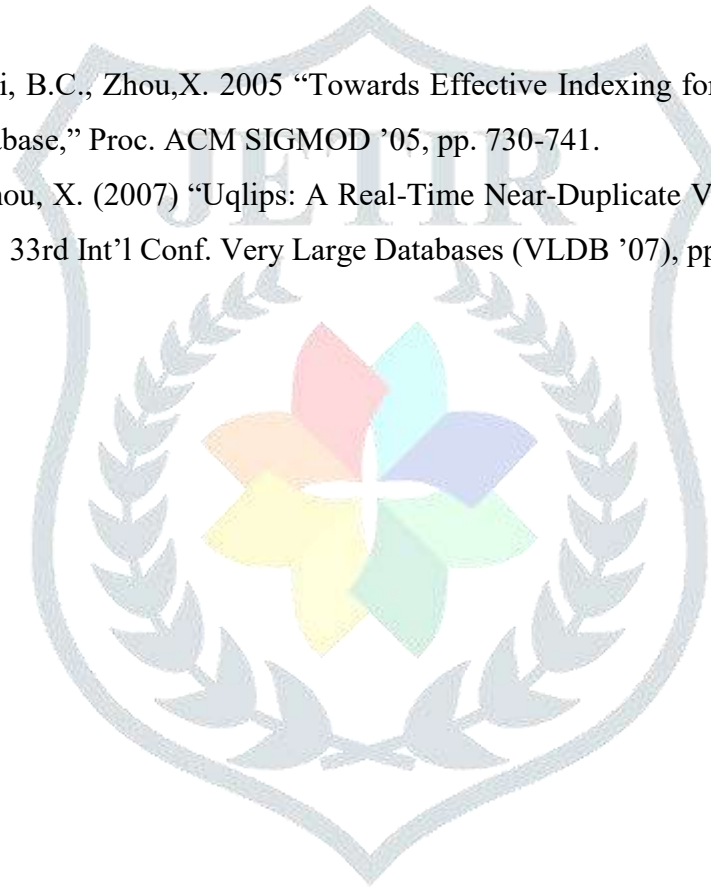 i, B.C., Zhou,X. 2005 “Towards Effective Indexing for
base,” Proc. ACM SIGMOD ’05, pp. 730-741.
ou, X. (2007) “Uqlips: A Real-Time Near-Duplicate V
33rd Int’l Conf. Very Large Databases (VLDB ’07), pp
JETIR